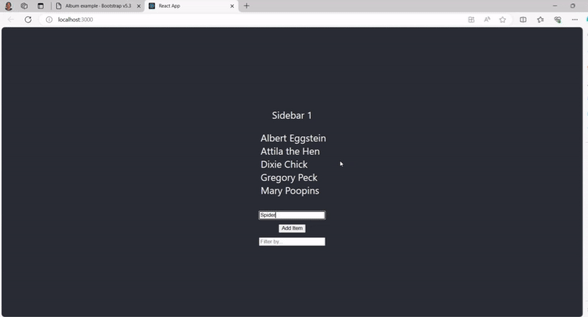 Album example · Bootstrap v5.3
React App
localhost:3000
Sidebar 1
Albert Eggstein
Attila the Hen
Dixie Chick
Gregory Peck
Mary Poopins
Spider
Add Item
Filter by...